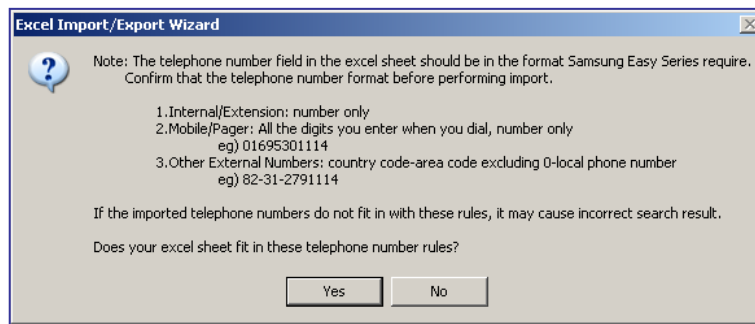 Excel Import/Export Wizard
Note: The telephone number field in the excel sheet should be in the format Samsung Easy Series require.
Confirm that the telephone number format before performing import.
1.Internal/Extension: number only
2.Mobile/Pager: All the digits you enter when you dial, number only
eg) 01695301114
3.Other External Numbers: country code-area code excluding 0-local phone number
eg) 82-31-2791114
If the imported telephone numbers do not fit in with these rules, it may cause incorrect search result.
Does your excel sheet fit in these telephone number rules?
Yes
No